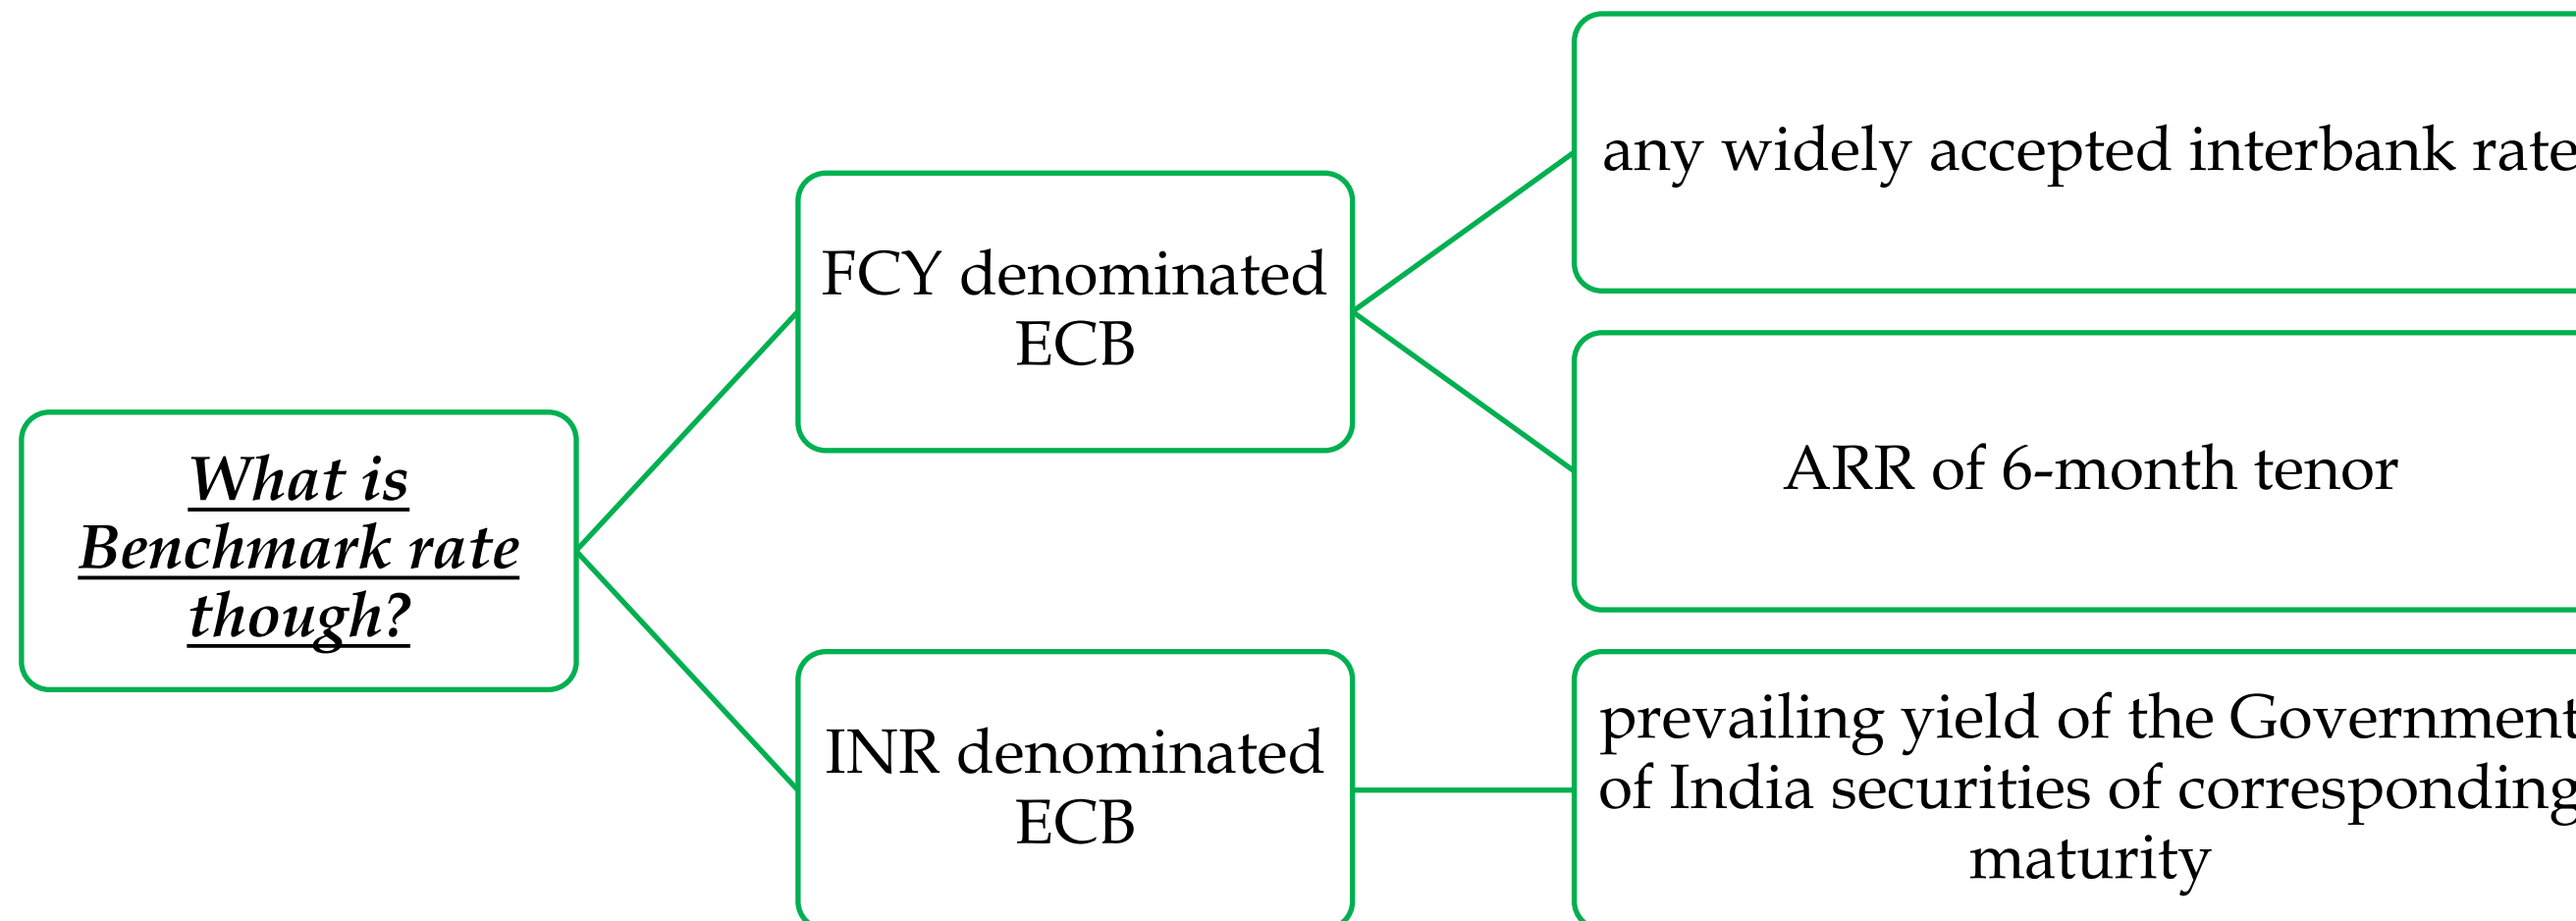 What is
Benchmark rate
though?
FCY denominated
ECB
any widely accepted interbank rate
ARR of 6-month tenor
INR denominated
ECB
prevailing yield of the Government
of India securities of corresponding
maturity